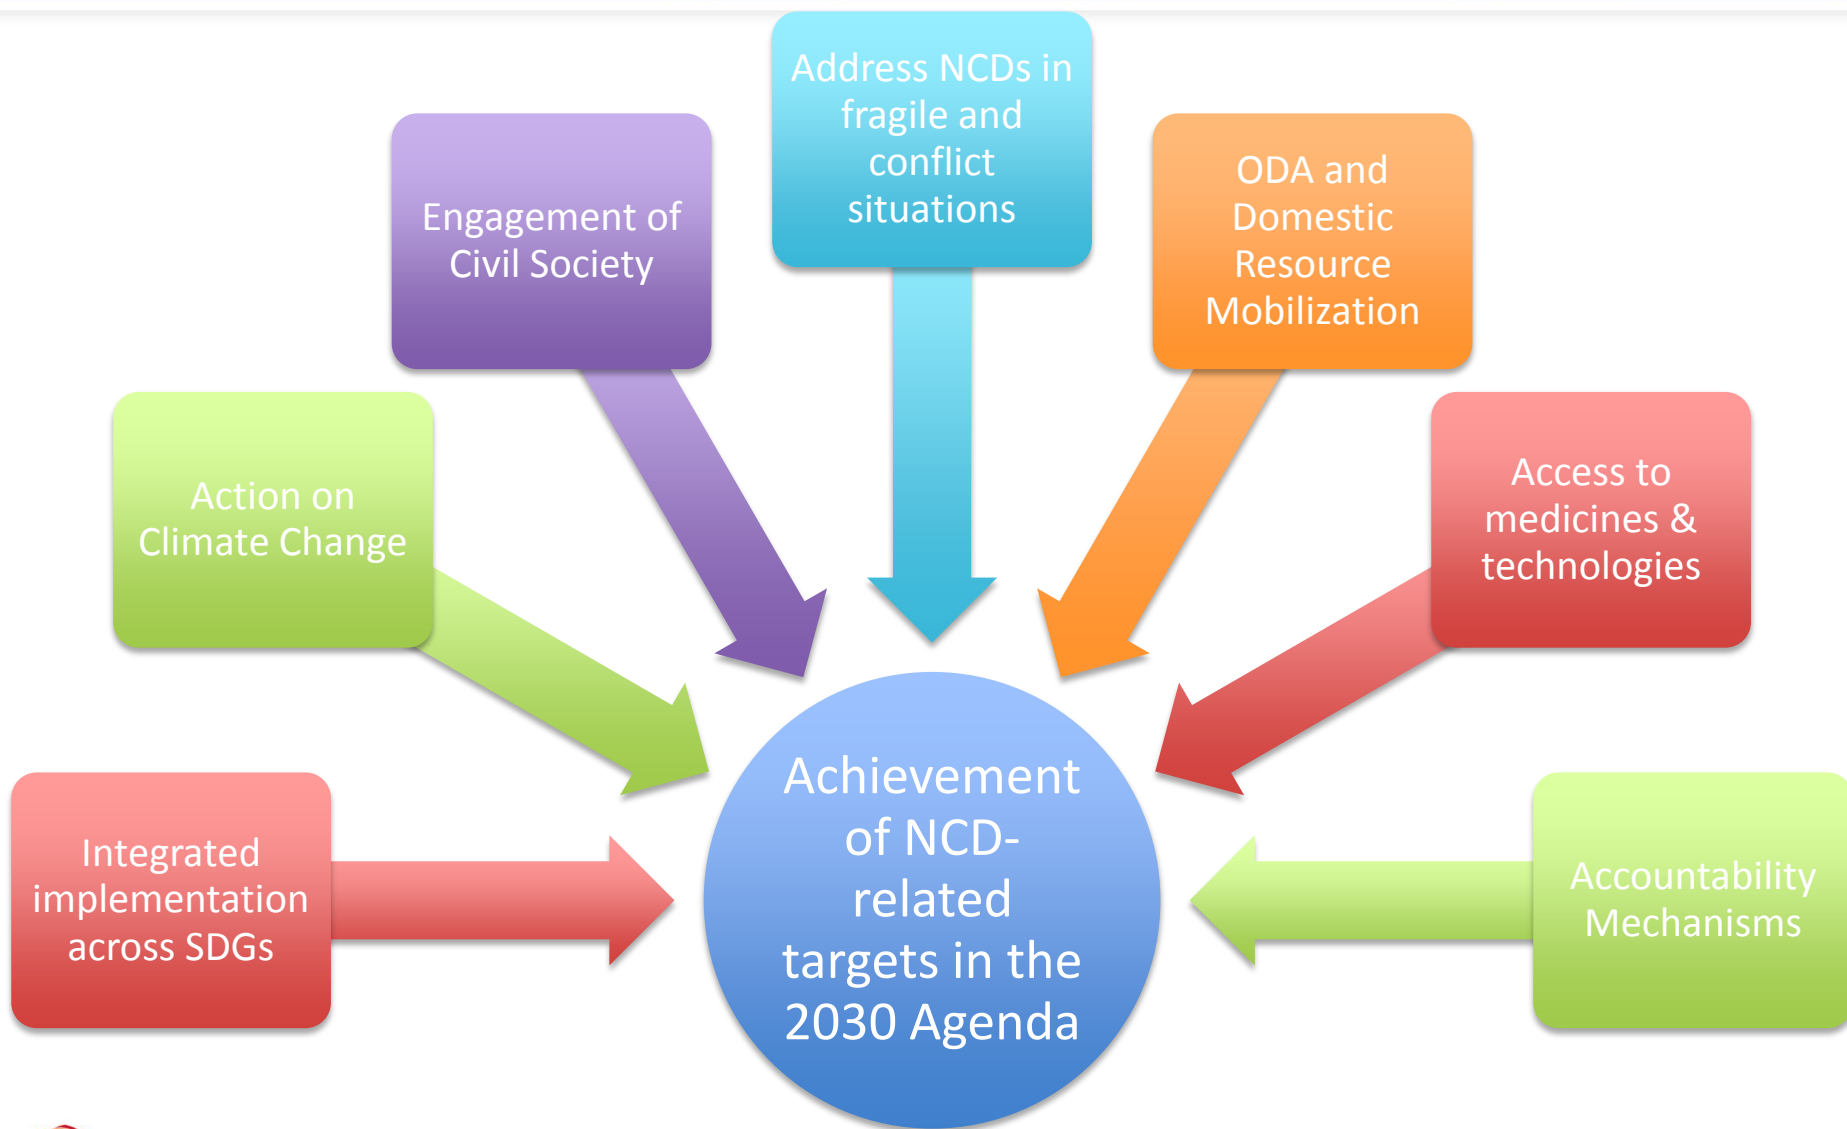 Address NCDs in
fragile and
conflict
situations
Engagement of
Civil Society
ODA and
Domestic
Resource
Mobilization
Action on
Climate Change
Access to
medicines &
technologies
Integrated
implementation
across SDGs
Achievement
of NCD-
related
targets in the
2030 Agenda
Accountability
Mechanisms